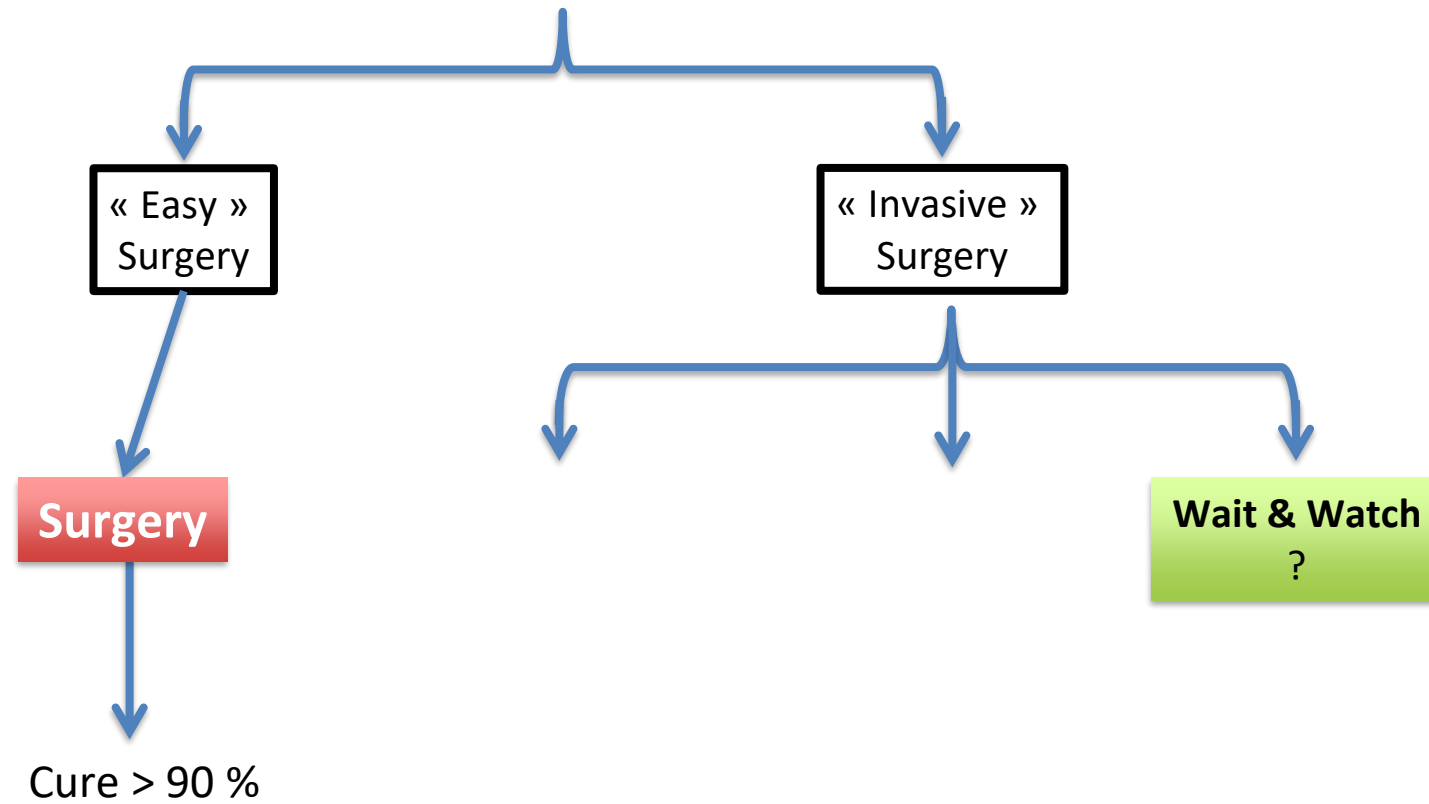 « Easy »
Surgery
« Invasive »
Surgery
Surgery
Wait & Watch
?
Cure > 90 %